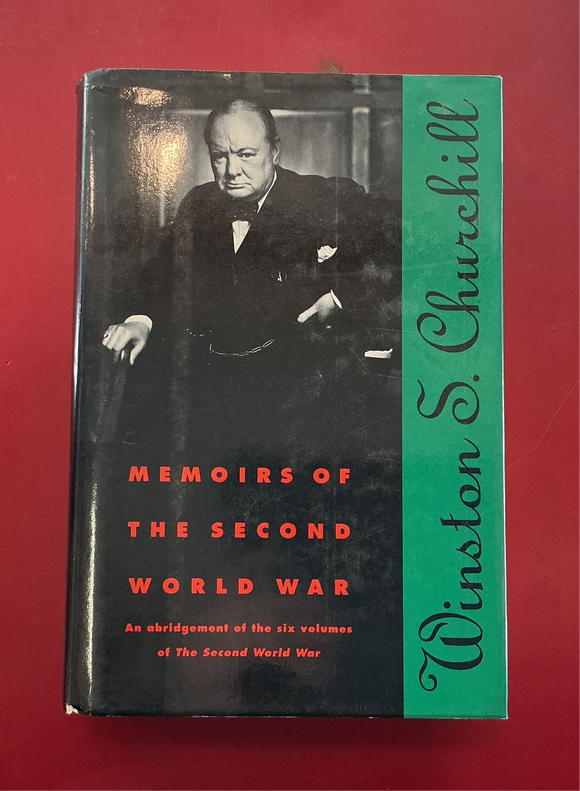 MEMOIRS OF
THE SECOND
WORLD WAR
An abridgement of the six volumes
of The Second World War
Winston S. Churchill